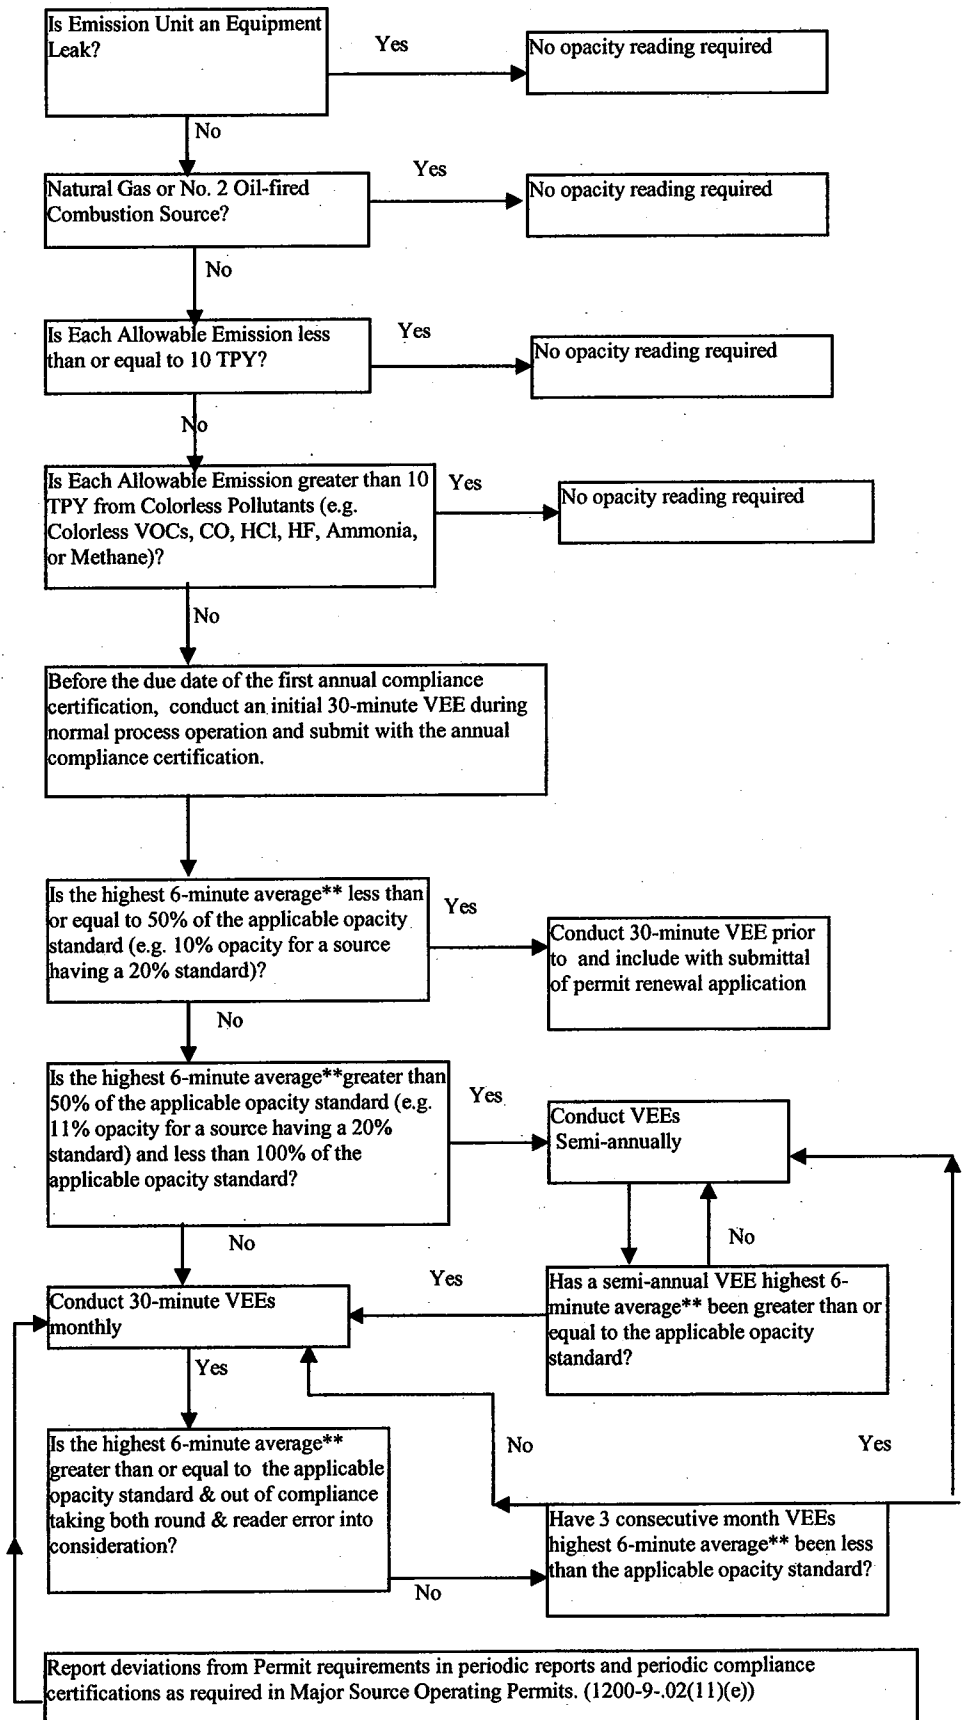 Is Emission Unit an Equipment
Leak?
Yes
No opacity reading required
No
Natural Gas or No. 2 Oil-fired
Combustion Source?
Yes
No opacity reading required
No
Is Each Allowable Emission less
than or equal to 10 TPY?
Yes
No opacity reading required
No
Is Each Allowable Emission greater than 10
TPY from Colorless Pollutants (e.g.
Colorless VOCs, CO, HCl, HF, Ammonia,
or Methane)?
Yes
No opacity reading required
No
Before the due date of the first annual compliance
certification, conduct an initial 30-minute VEE during
normal process operation and submit with the annual
compliance certification.
Is the highest 6-minute average** less than
or equal to 50% of the applicable opacity
standard (e.g. 10% opacity for a source
having a 20% standard)?
Yes
Conduct 30-minute VEE prior
to and include with submittal
of permit renewal application
No
Is the highest 6-minute average**greater than
50% of the applicable opacity standard (e.g.
11% opacity for a source having a 20%
standard) and less than 100% of the
applicable opacity standard?
Yes
Conduct VEEs
Semi-annually
No
No
Conduct 30-minute VEEs
monthly
Yes
Has a semi-annual VEE highest 6-
minute average** been greater than or
equal to the applicable opacity
standard?
Yes
Is the highest 6-minute average**
greater than or equal to the applicable
opacity standard & out of compliance
taking both round & reader error into
consideration?
No
No
Yes
Have 3 consecutive month VEEs
highest 6-minute average** been less
than the applicable opacity standard?
Report deviations from Permit requirements in periodic reports and periodic compliance
certifications as required in Major Source Operating Permits. (1200-9-.02(11)(e))